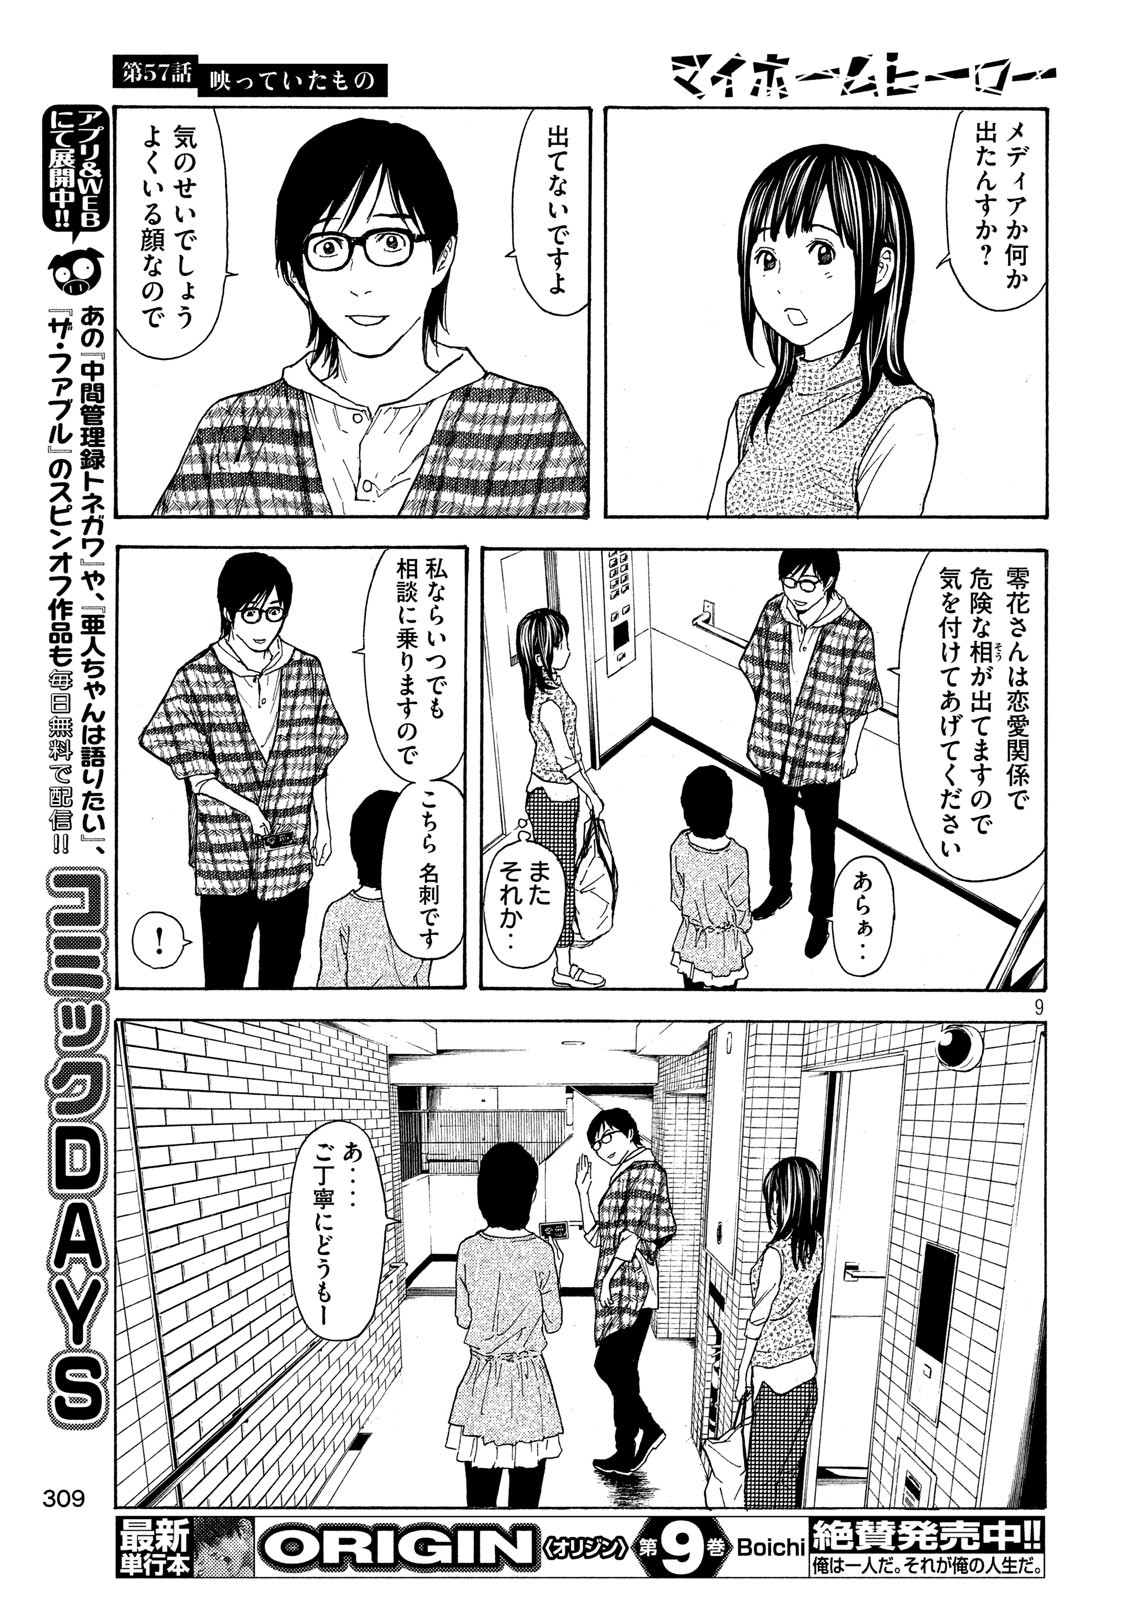 第57話 映っていたもの
マイホームヒーロー
メディアか何か
出たんすか?
出てないですよ
気のせいでしょう
よくいる顔なので
零花さんは恋愛関係で
危険な相が出てますので
そう
気を付けてあげてください
あらぁ‥
また
それか‥
私ならいつでも
相談に乗りますので
こちら 名刺です
!
9
あ‥‥‥
ご丁寧にどうもー
アプリ&WEB
にて展開中!!
あの『中間管理録トネガワ』や、『亜人ちゃんは語りたい』、
『ザ・ファブル』のスピンオフ作品も毎日無料で配信!!
コミックDAYS
309
最新
単行本
ORIGIN
〈オリジン〉
第9巻
Boichi
絶賛発売中!!
俺は一人だ。それが俺の人生だ。